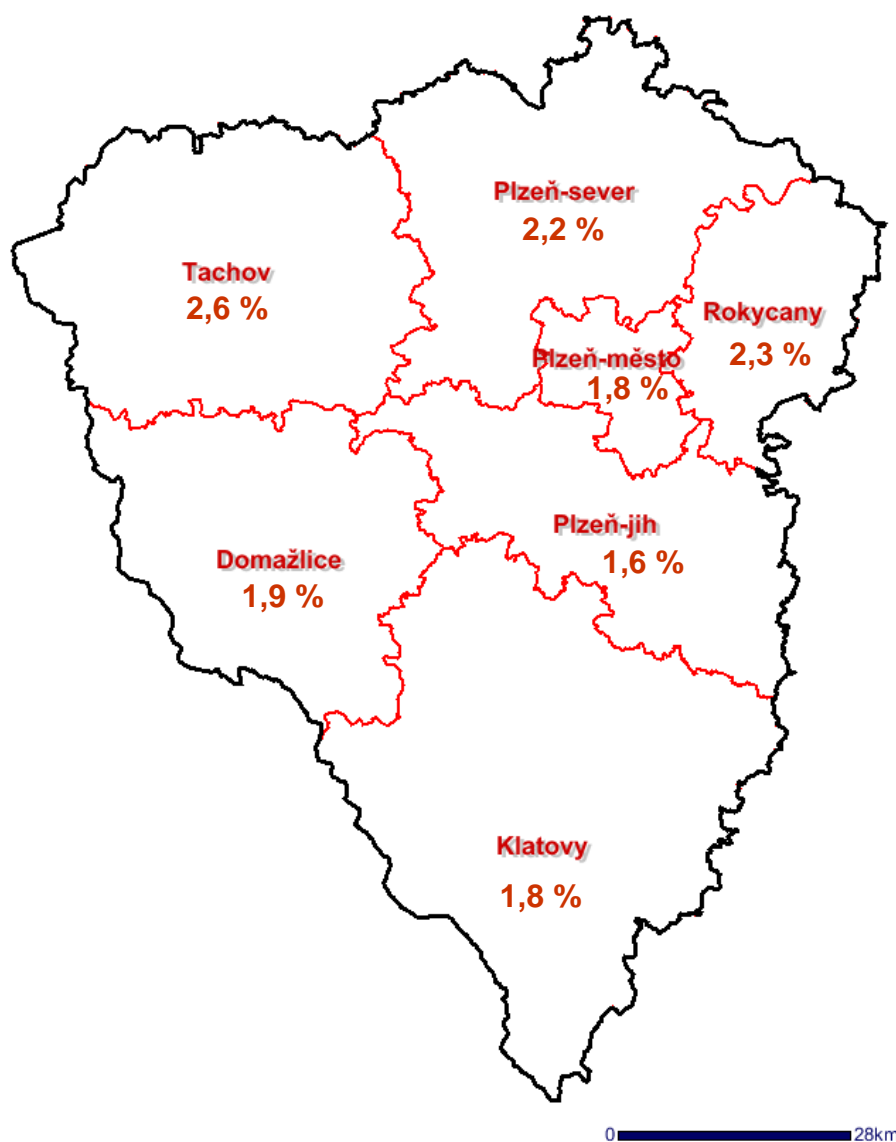 Plzeň-sever
2,2 %
Tachov
2,6 %
Rokycany
2,3 %
Plzeň-město
1,8 %
Plzeň-jih
1,6 %
Domažlice
1,9 %
Klatovy
1,8 %
0 28km